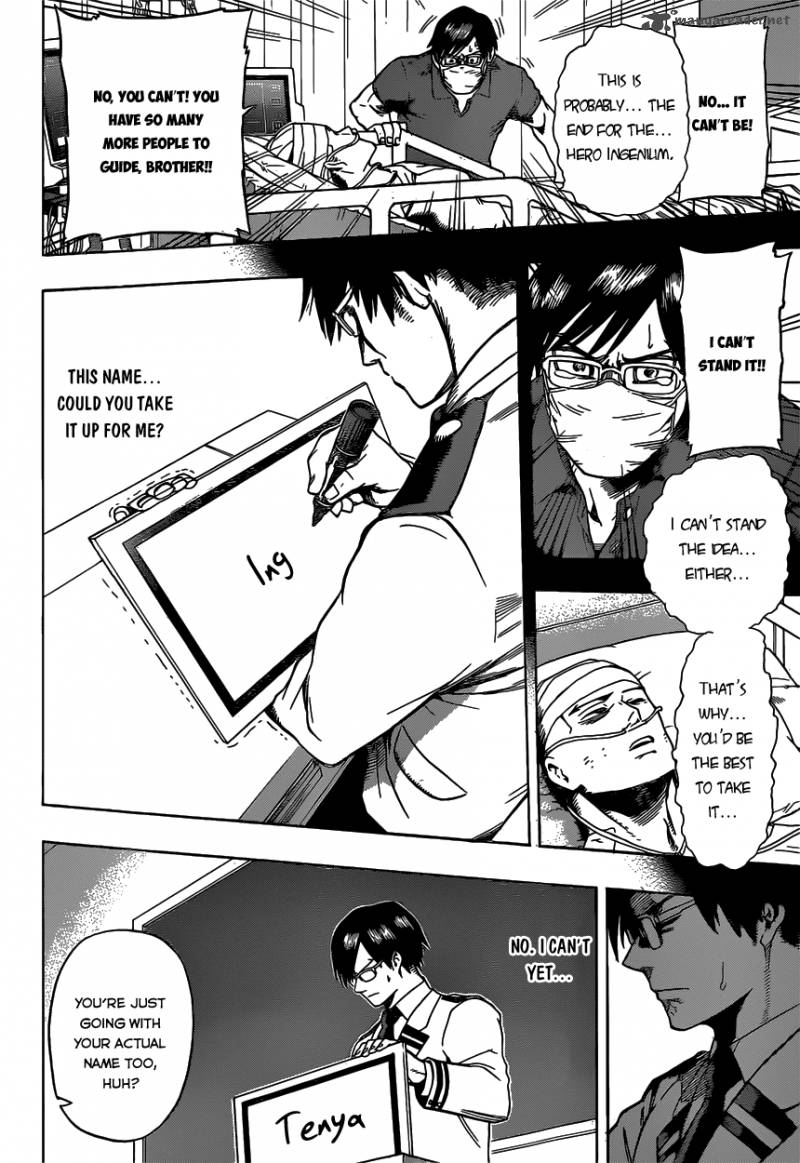 mangareader.net
NO... IT
CAN'T BE!
THIS IS
PROBABLY... THE
END FOR THE...
HERO INGENIUM.
NO, YOU CAN'T! YOU
HAVE SO MANY
MORE PEOPLE TO
GUIDE, BROTHER!!
I CAN'T
STAND IT!!
I CAN'T STAND
THE IDEA...
EITHER...
THAT'S
WHY...
YOU'D BE
THE BEST
TO TAKE
IT...
THIS NAME...
COULD YOU TAKE
IT UP FOR ME?
Ing
NO. I CAN'T
YET...
YOU'RE JUST
GOING WITH
YOUR ACTUAL
NAME TOO,
HUH?
Tenya